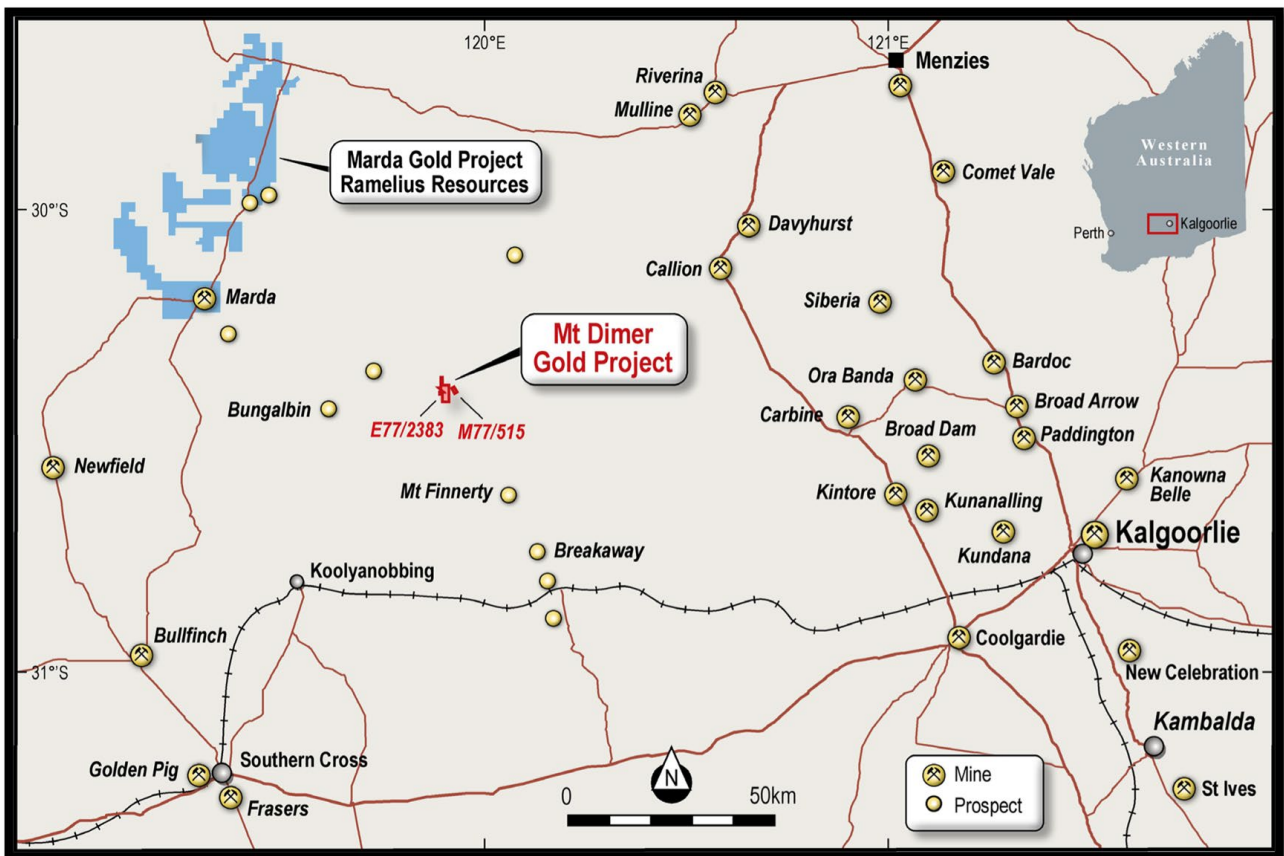 120°E
121°E
Menzies
Riverina
Mulline
Western
Australia
Marda Gold Project
Ramelius Resources
Comet Vale
30°'S
Davyhurst
Perth
Kalgoorlie
Callion
Marda
Siberia
Mt Dimer
Gold Project
Bardoc
Ora Banda
Bungalbin
E77/2383
M77/515
Carbine
Broad Arrow
Broad Dam
Paddington
Newfield
Mt Finnerty
Kintore
Kunanalling
Kanowna
Belle
Kundana
Kalgoorlie
Breakaway
Koolyanobbing
Bullfinch
Coolgardie
31°'S
New Celebration
Kambalda
Southern Cross
Golden Pig
Frasers
N
0
50km
Mine
Prospect
St Ives